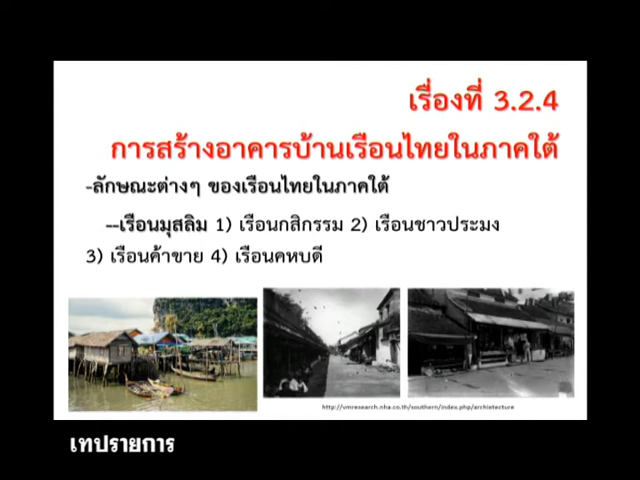 เรื่องที่ 3.2.4
การสร้างอาคารบ้านเรือนไทยในภาคใต้
-ลักษณะต่างๆ ของเรือนไทยในภาคใต้
--เรือนมุสลิม 1) เรือนกสิกรรม 2) เรือนชาวประมง
3) เรือนค้าขาย 4) เรือนคหบดี
http://vmresearch.nha.co.th/southern/index.php/archietecture
เทปรายการ